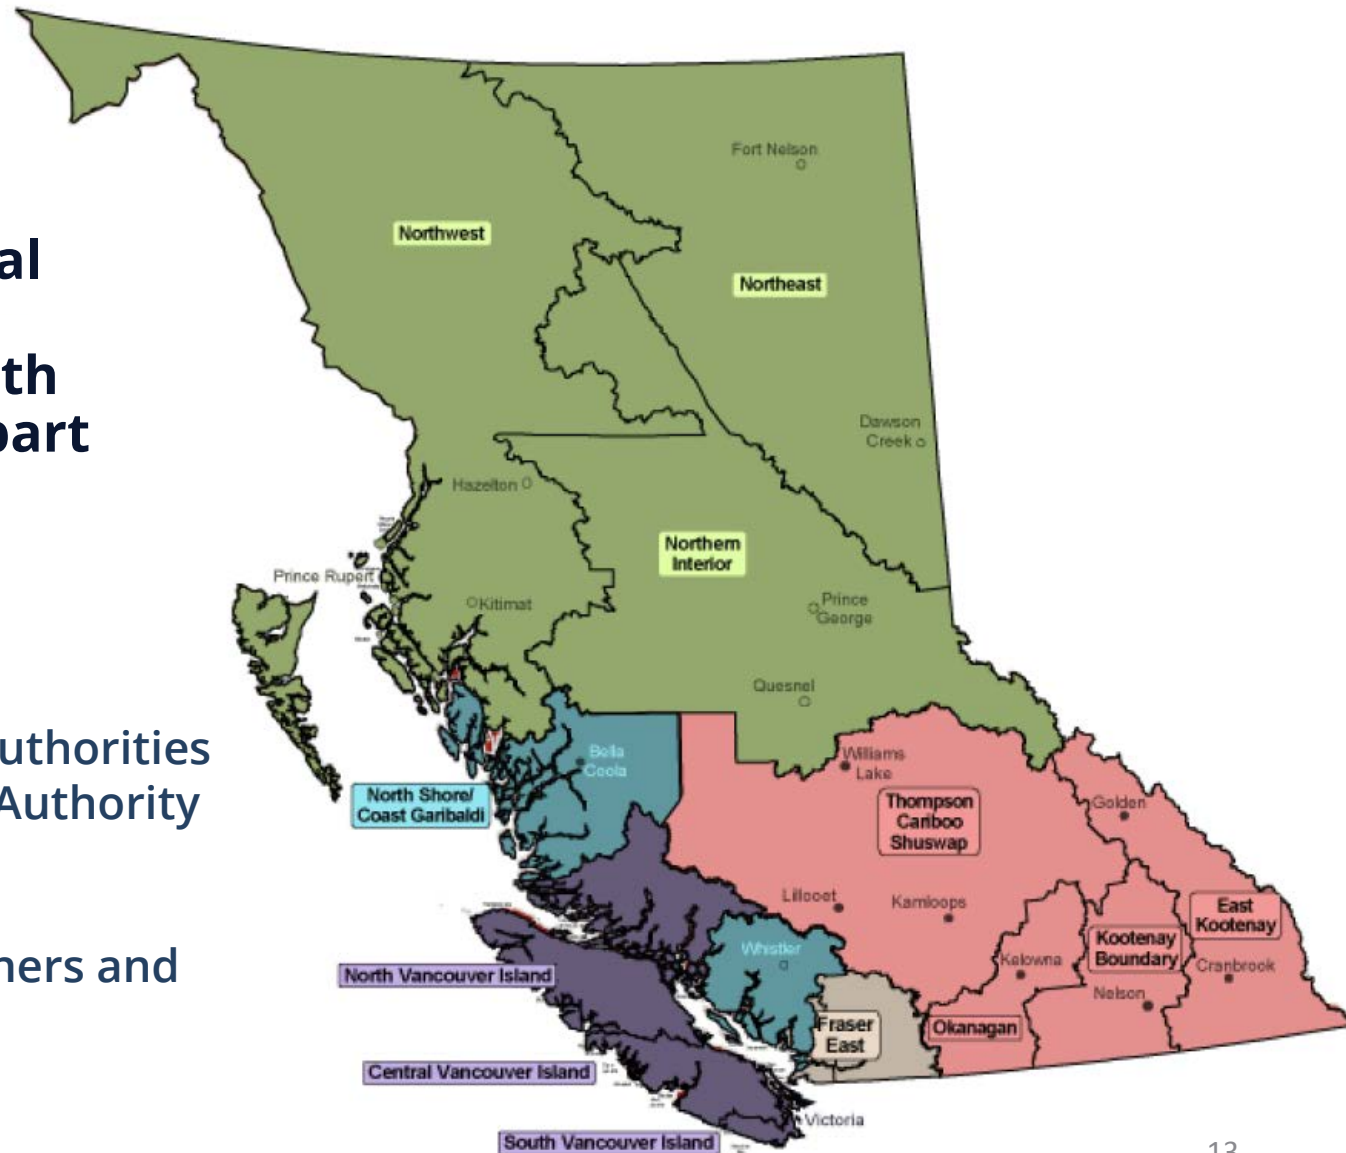 al
th
part
uthorities
Authority
ners and
Fort Nelson
Northwest
Northeast
Dawson
Creek
Hazelton
Northern
Interior
Prince Rupert
Kitimat
Prince
George
Quesnel
Bella
Coola
Williams
Lake
North Shore/
Coast Garibaldi
Thompson
Cariboo
Shuswap
Golden
Lillooet
Kamloops
East
Kootenay
Kootenay
Boundary
Whistler
Kelowna
Cranbrook
North Vancouver Island
Nelson
Fraser
East
Okanagan
Central Vancouver Island
Victoria
South Vancouver Island
13